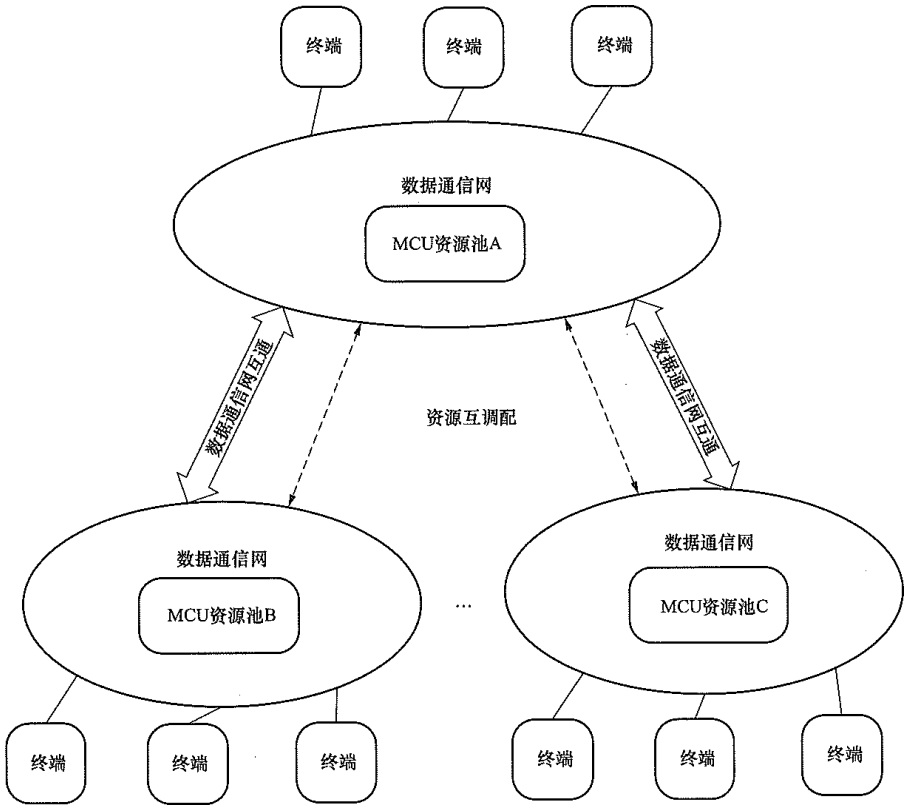 终端
终端
终端
数据通信网
MCU资源池A
数据通信网互通
数据通信网互通
资源互调配
数据通信网
MCU资源池B
...
数据通信网
MCU资源池C
终端
终端
终端
终端
终端
终端